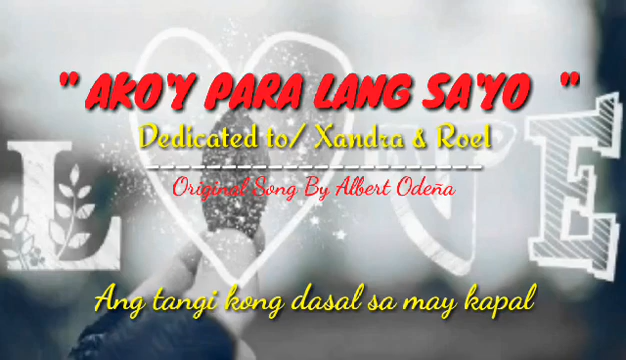 " AKO'Y PARA LANG SA'YO "
Dedicated to/ Xandra & Roel
Original Song By Albert Odeña
L VE
Ang tangi kong dasal sa may kapal